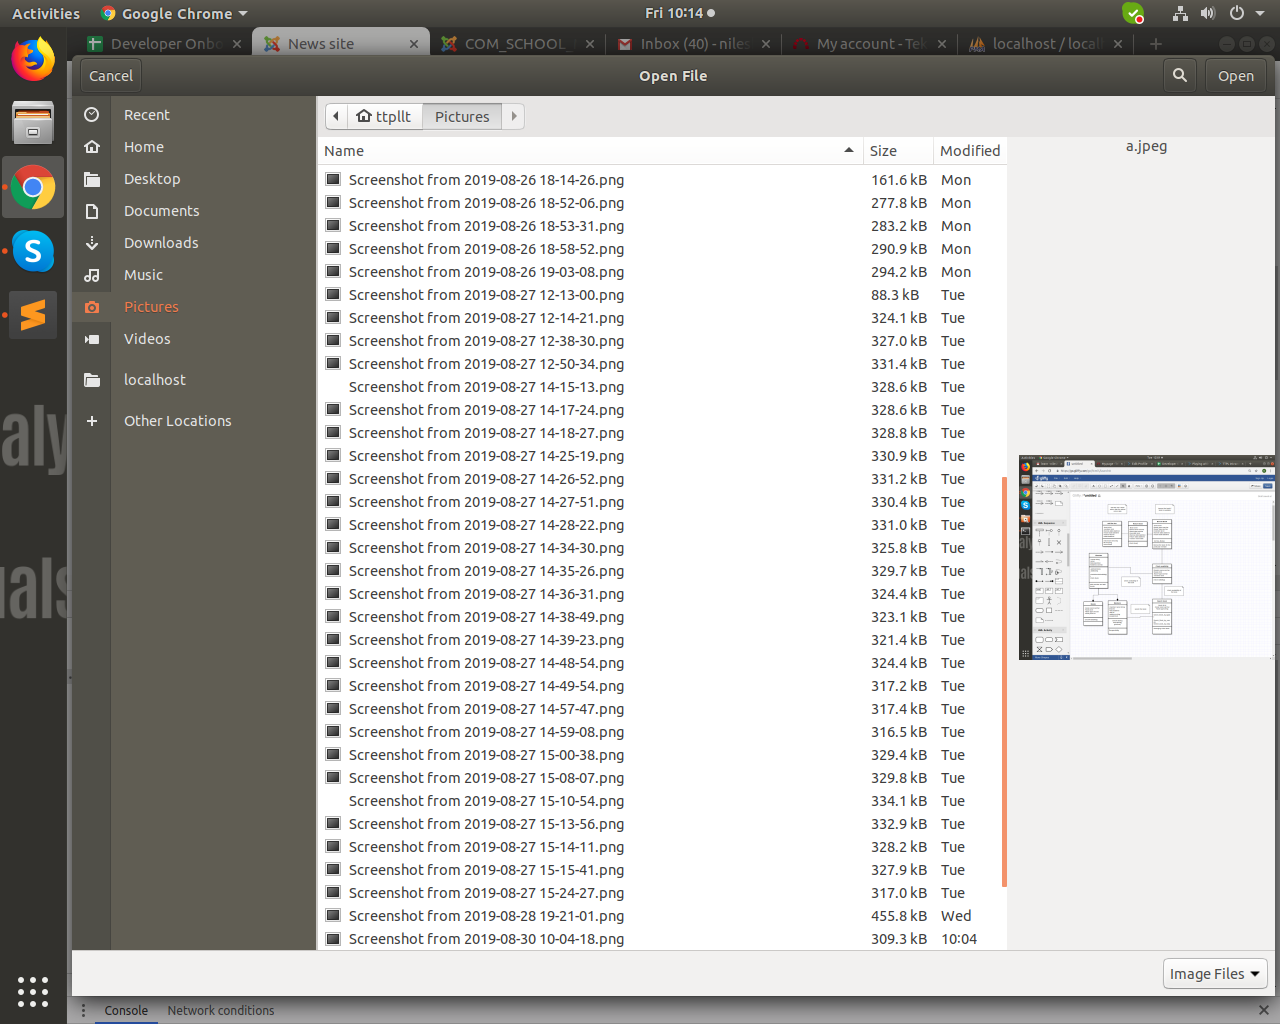 Activities Google Chrome Fri 10:14
Developer Onbo News site COM_SCHOOL_ Inbox (40) - niles My account - Tek localhost / local
Cancel Open File Open
Recent
Home
Desktop
Documents
Downloads
Music
Pictures
Videos
localhost
Other Locations
ttpllt Pictures
Name Size Modified
Screenshot from 2019-08-26 18-14-26.png 161.6 kB Mon
Screenshot from 2019-08-26 18-52-06.png 277.8 kB Mon
Screenshot from 2019-08-26 18-53-31.png 283.2 kB Mon
Screenshot from 2019-08-26 18-58-52.png 290.9 kB Mon
Screenshot from 2019-08-26 19-03-08.png 294.2 kB Mon
Screenshot from 2019-08-27 12-13-00.png 88.3 kB Tue
Screenshot from 2019-08-27 12-14-21.png 324.1 kB Tue
Screenshot from 2019-08-27 12-38-30.png 327.0 kB Tue
Screenshot from 2019-08-27 12-50-34.png 331.4 kB Tue
Screenshot from 2019-08-27 14-15-13.png 328.6 kB Tue
Screenshot from 2019-08-27 14-17-24.png 328.6 kB Tue
Screenshot from 2019-08-27 14-18-27.png 328.8 kB Tue
Screenshot from 2019-08-27 14-25-19.png 330.9 kB Tue
Screenshot from 2019-08-27 14-26-52.png 331.2 kB Tue
Screenshot from 2019-08-27 14-27-51.png 330.4 kB Tue
Screenshot from 2019-08-27 14-28-22.png 331.0 kB Tue
Screenshot from 2019-08-27 14-34-30.png 325.8 kB Tue
Screenshot from 2019-08-27 14-35-26.png 329.7 kB Tue
Screenshot from 2019-08-27 14-36-31.png 324.4 kB Tue
Screenshot from 2019-08-27 14-38-49.png 323.1 kB Tue
Screenshot from 2019-08-27 14-39-23.png 321.4 kB Tue
Screenshot from 2019-08-27 14-48-54.png 324.4 kB Tue
Screenshot from 2019-08-27 14-49-54.png 317.2 kB Tue
Screenshot from 2019-08-27 14-57-47.png 317.4 kB Tue
Screenshot from 2019-08-27 14-59-08.png 316.5 kB Tue
Screenshot from 2019-08-27 15-00-38.png 329.4 kB Tue
Screenshot from 2019-08-27 15-08-07.png 329.8 kB Tue
Screenshot from 2019-08-27 15-10-54.png 334.1 kB Tue
Screenshot from 2019-08-27 15-13-56.png 332.9 kB Tue
Screenshot from 2019-08-27 15-14-11.png 328.2 kB Tue
Screenshot from 2019-08-27 15-15-41.png 327.9 kB Tue
Screenshot from 2019-08-27 15-24-27.png 317.0 kB Tue
Screenshot from 2019-08-28 19-21-01.png 455.8 kB Wed
Screenshot from 2019-08-30 10-04-18.png 309.3 kB 10:04
a.jpeg
Image Files
Console Network conditions